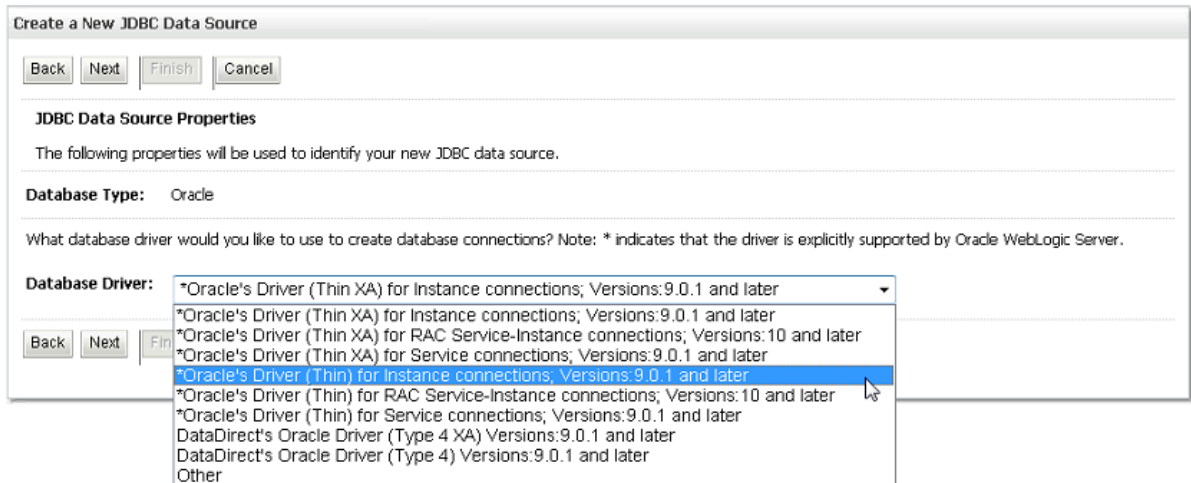 Create a New JDBC Data Source
Back Next Finish Cancel
JDBC Data Source Properties
The following properties will be used to identify your new JDBC data source.
Database Type: Oracle
What database driver would you like to use to create database connections? Note: * indicates that the driver is explicitly supported by Oracle WebLogic Server.
Database Driver: *Oracle's Driver (Thin XA) for Instance connections; Versions:9.0.1 and later
*Oracle's Driver (Thin XA) for Instance connections; Versions:9.0.1 and later
*Oracle's Driver (Thin XA) for RAC Service-Instance connections; Versions:10 and later
Back Next Fin
*Oracle's Driver (Thin XA) for Service connections; Versions:9.0.1 and later
*Oracle's Driver (Thin) for Instance connections; Versions:9.0.1 and later
*Oracle's Driver (Thin) for RAC Service-Instance connections; Versions:10 and later
*Oracle's Driver (Thin) for Service connections; Versions:9.0.1 and later
DataDirect's Oracle Driver (Type 4 XA) Versions:9.0.1 and later
DataDirect's Oracle Driver (Type 4) Versions:9.0.1 and later
Other